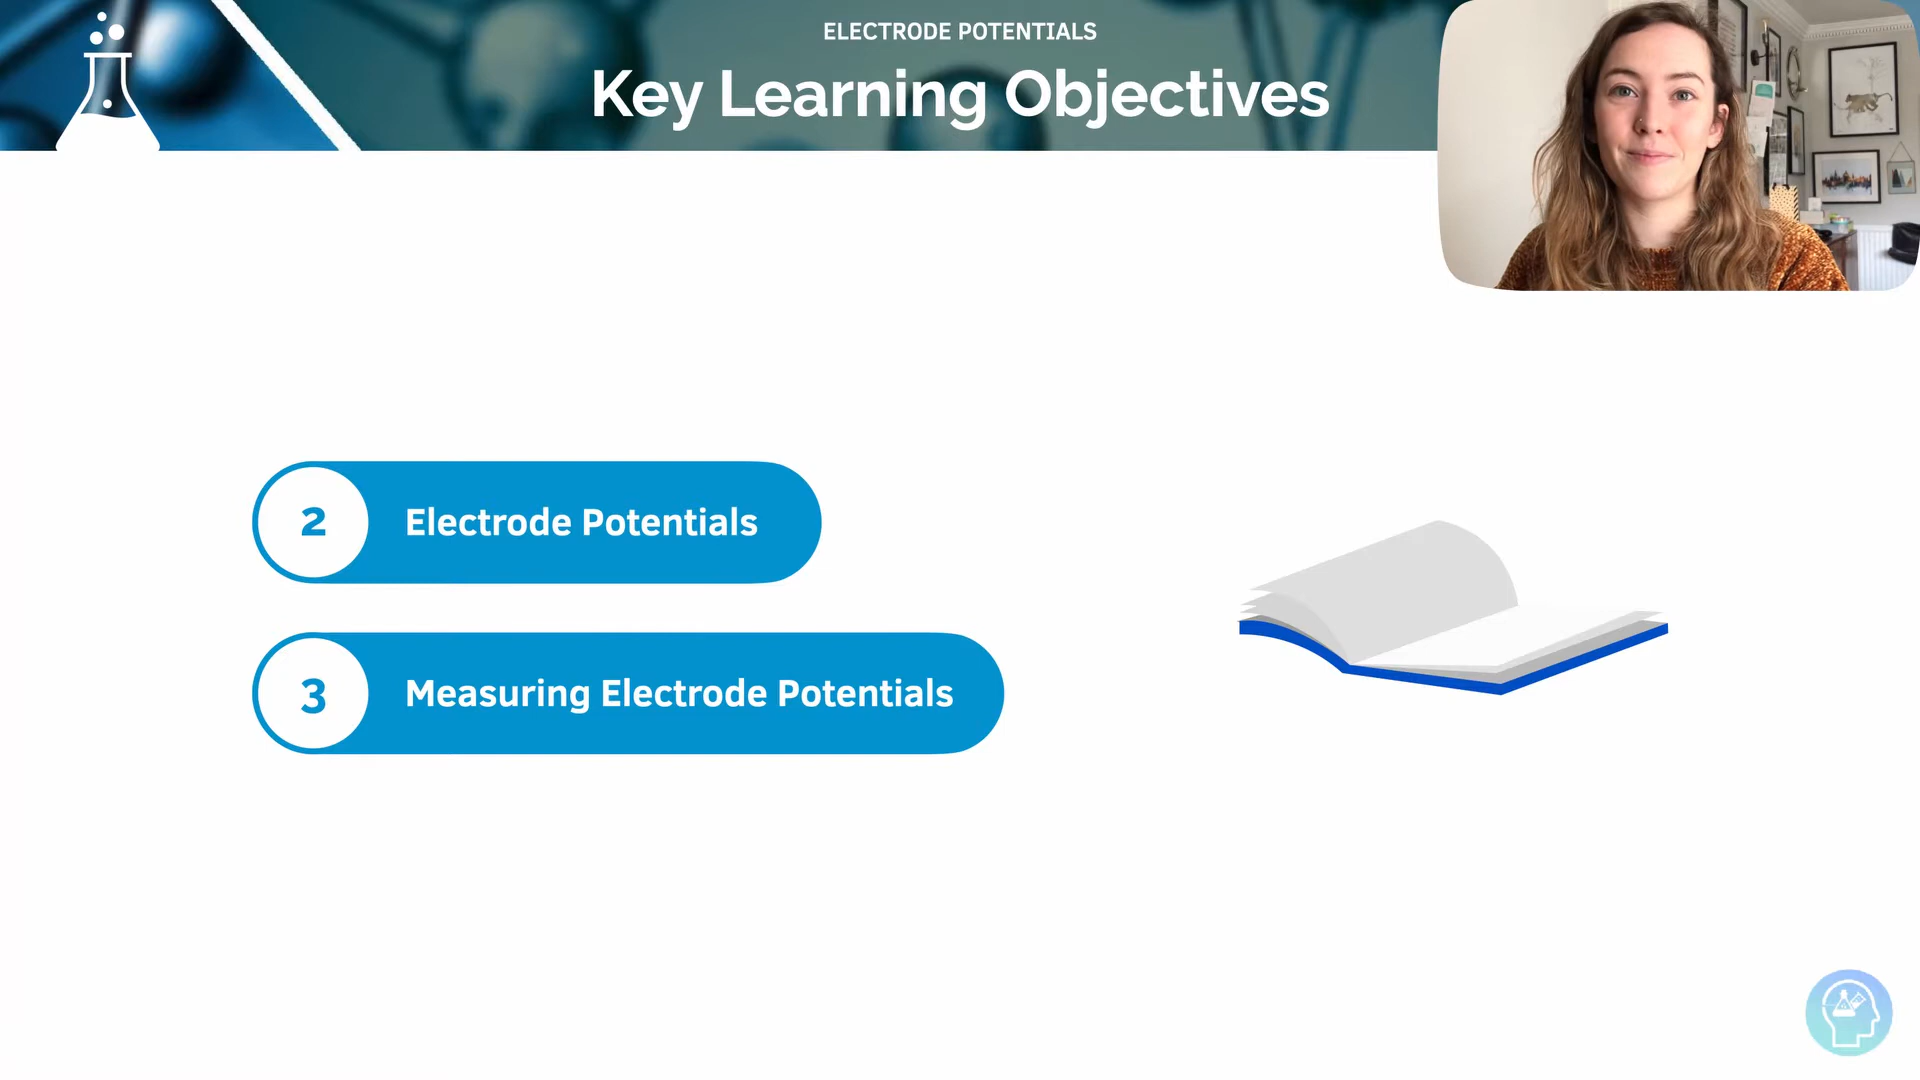 ELECTRODE POTENTIALS
Key Learning Objectives
2 Electrode Potentials
3 Measuring Electrode Potentials